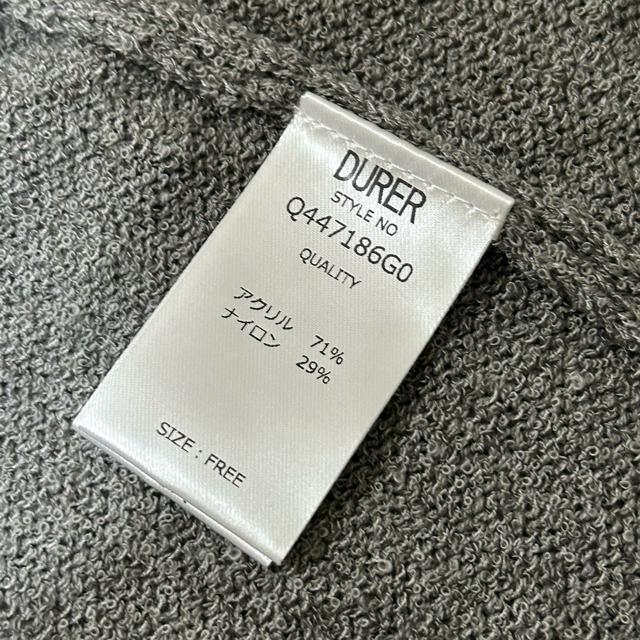 DURER
STYLE NO
Q447186G0
QUALITY
アクリル 71%
ナイロン 29%
SIZE : FREE